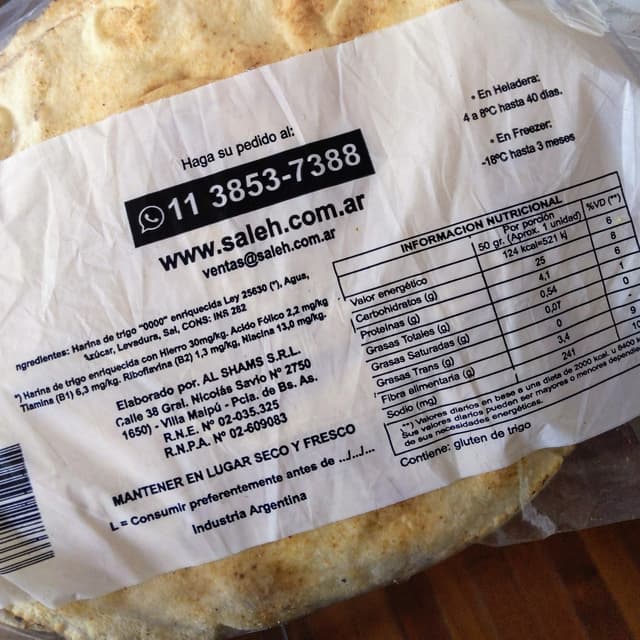 Haga su pedido al:
11 3853-7388
www.saleh.com.ar
ventas@saleh.com.ar
• En Heladera:
4 a 8ºC hasta 40 días.
• En Freezer:
-18ºC hasta 3 meses
ngredientes: Harina de trigo "0000" enriquecida Ley 25630 (*), Agua,
Azúcar, Levadura, Sal, CONS: INS 282
*) Harina de trigo enriquecida con Hierro 30mg/kg, Acido Fólico 2,2 mg/kg
Tiamina (B1) 6,3 mg/kg, Riboflavina (B2) 1,3 mg/kg, Niacina 13,0 mg/kg.
Elaborado por: AL SHAMS S.R.L.
Calle 38 Gral. Nicolás Savio Nº 2750
1650) - Villa Maipú - Pcia. de Bs. As.
R.N.E. Nº 02-035.325
R.N.P.A. Nº 02-609083
MANTENER EN LUGAR SECO Y FRESCO
L = Consumir preferentemente antes de .../.../...
Industria Argentina
INFORMACION NUTRICIONAL
Por porción
50 gr. (Aprox. 1 unidad) %VD (**)
Valor energético 124 kcal=521 kj 6
Carbohidratos (g) 25 8
Proteínas (g) 4,1 6
Grasas Totales (g) 0,54 1
Grasas Saturadas (g) 0,07 0
Grasas Trans (g) 0 -
Fibra alimentaria (g) 3,4
Sodio (mg) 241
**) Valores diarios en base a una dieta de 2000 kcal. u 8400
Sus valores diarios pueden ser mayores o menores
de sus necesidades energéticas.
Contiene: gluten de trigo